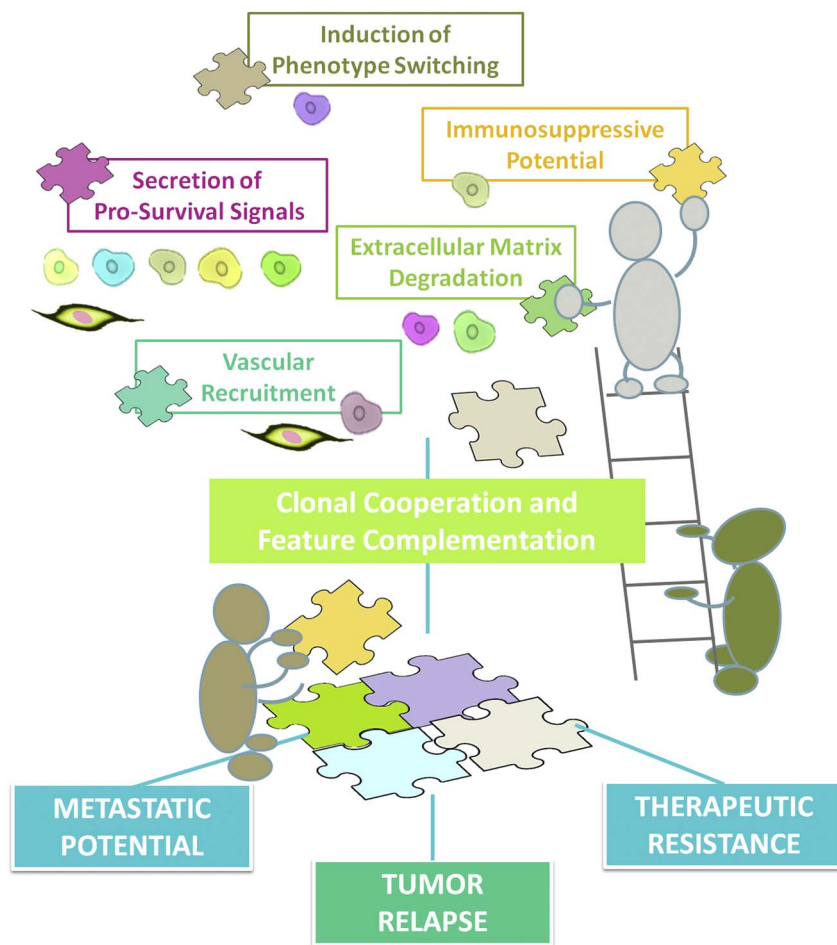 Induction of
Phenotype Switching
Immunosuppressive
Potential
Secretion of
Pro-Survival Signals
Extracellular Matrix
Degradation
Vascular
Recruitment
Clonal Cooperation and
Feature Complementation
METASTATIC
POTENTIAL
THERAPEUTIC
RESISTANCE
TUMOR
RELAPSE